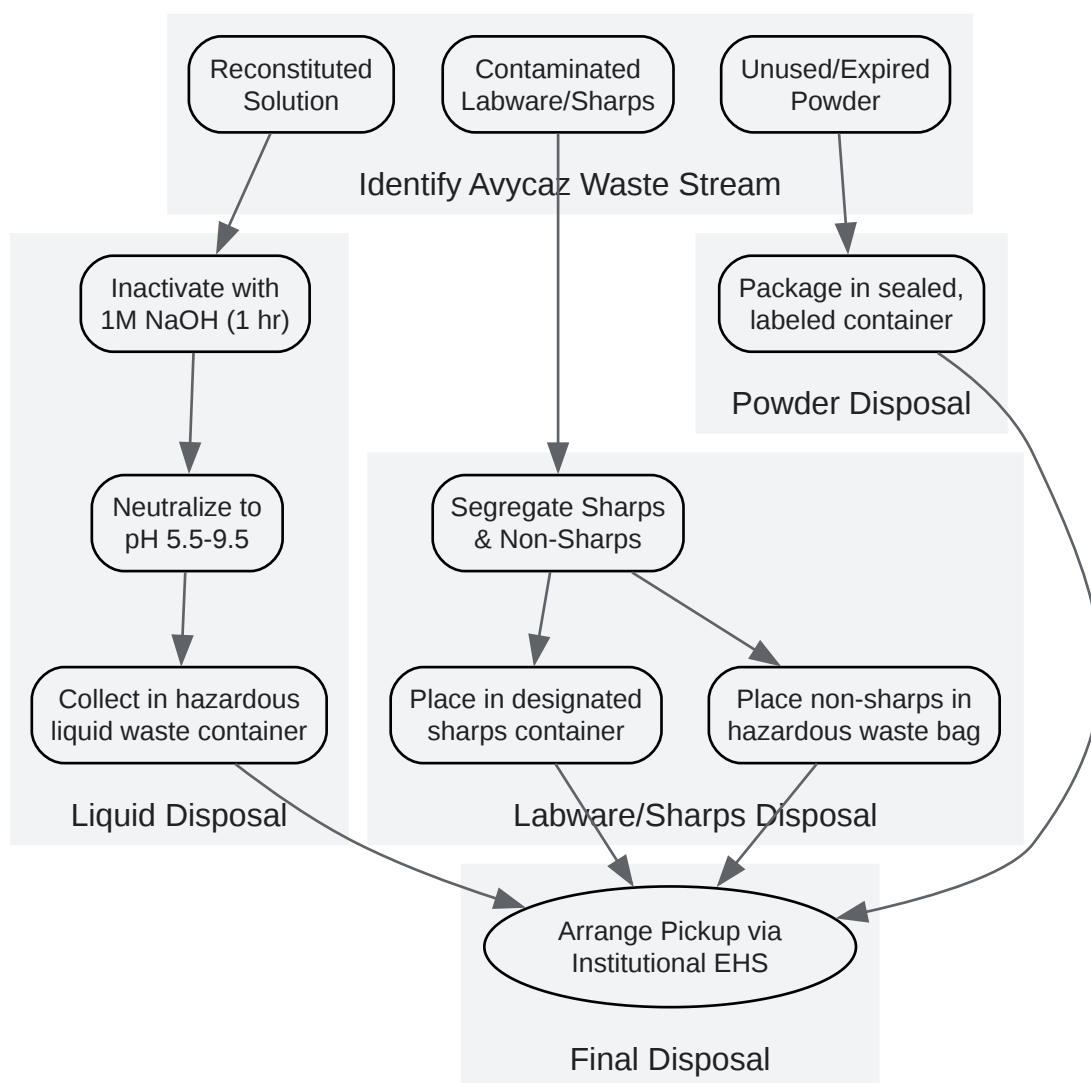 Reconstituted
Solution
Contaminated
Labware/Sharps
Unused/Expired
Powder
Identify Avycaz Waste Stream
Inactivate with
1M NaOH (1 hr)
Package in sealed,
labeled container
Powder Disposal
Neutralize to
pH 5.5-9.5
Segregate Sharps
& Non-Sharps
Collect in hazardous
liquid waste container
Place in designated
sharps container
Place non-sharps in
hazardous waste bag
Liquid Disposal
Labware/Sharps Disposal
Arrange Pickup via
Institutional EHS
Final Disposal